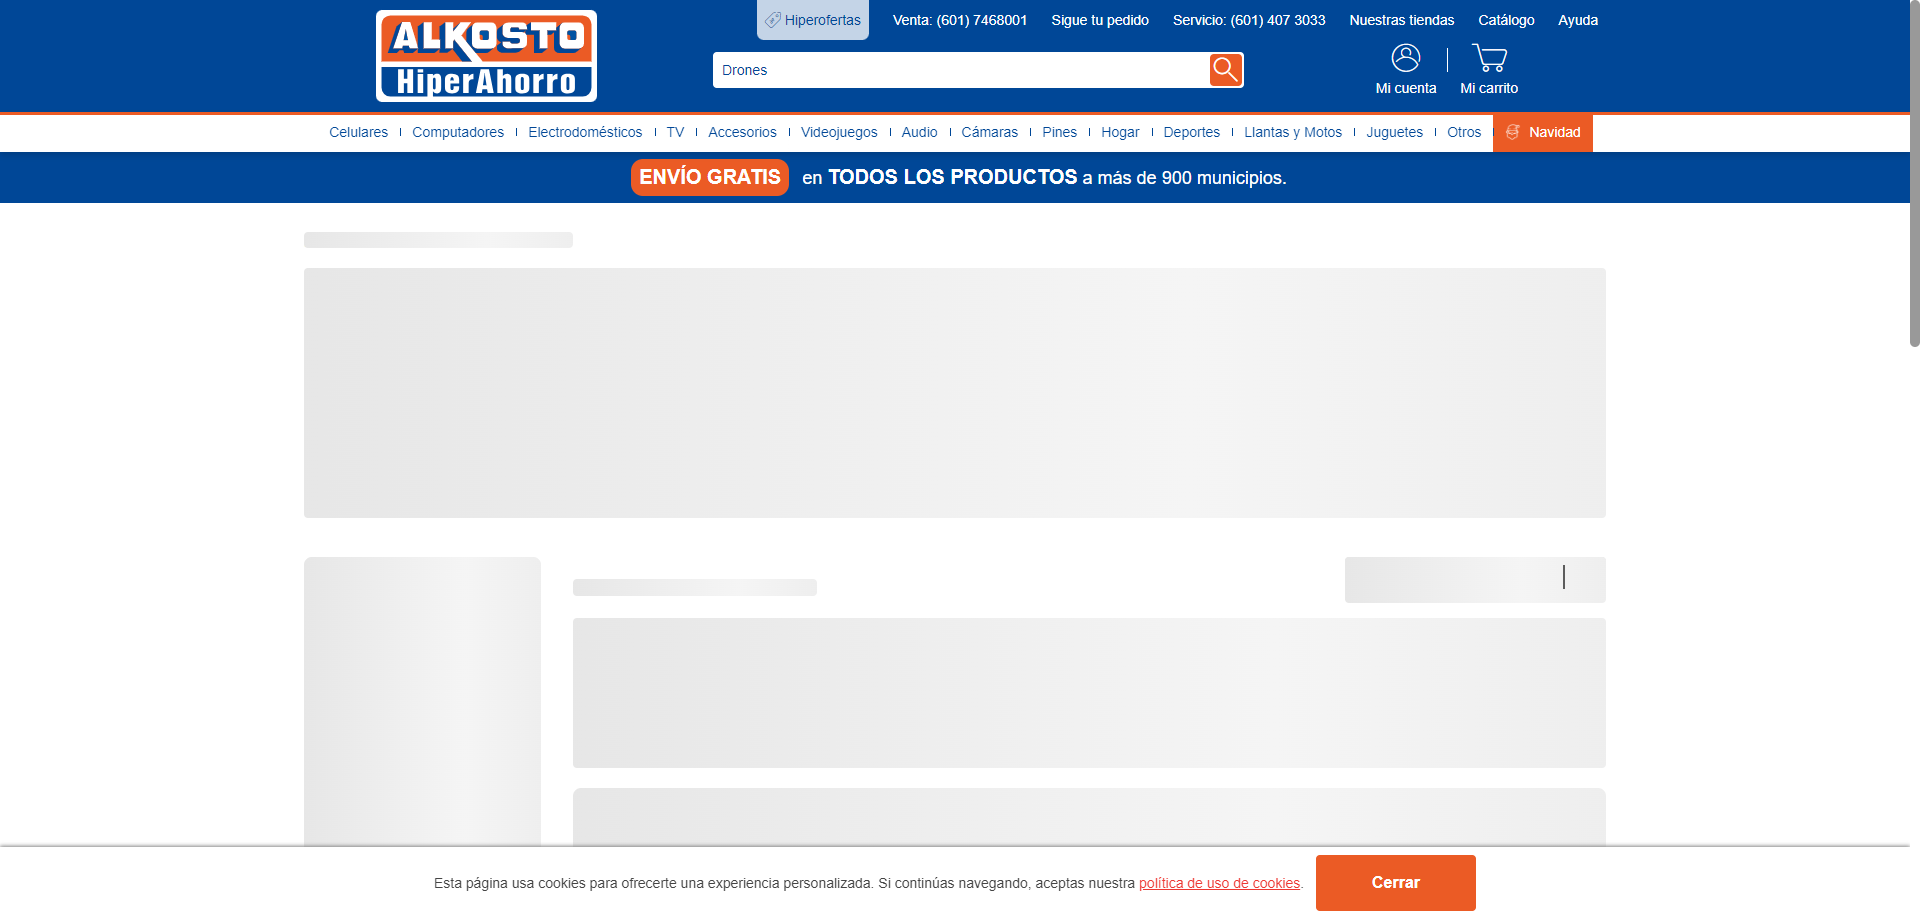 ALKOSTO
HiperAhorro
Hiperofertas
Venta: (601) 7468001
Sigue tu pedido
Servicio: (601) 407 3033
Nuestras tiendas
Catálogo
Ayuda
Drones
Mi cuenta
Mi carrito
Celulares
Computadores
Electrodomésticos
TV
Accesorios
Videojuegos
Audio
Cámaras
Pines
Hogar
Deportes
Llantas y Motos
Juguetes
Otros
Navidad
ENVÍO GRATIS en TODOS LOS PRODUCTOS a más de 900 municipios.
Esta página usa cookies para ofrecerte una experiencia personalizada. Si continúas navegando, aceptas nuestra política de uso de cookies.
Cerrar